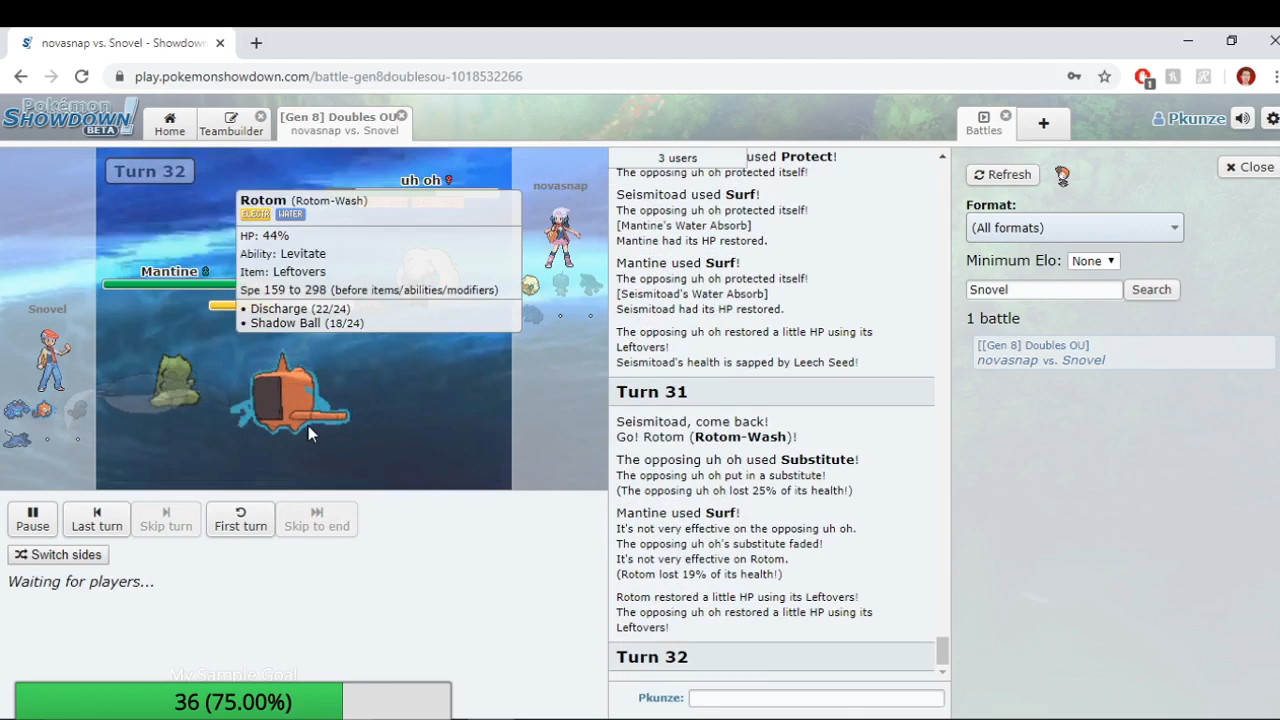 novasnap vs. Snovel - Showdown
play.pokemonshowdown.com/battle-gen8doublesou-1018532266
1
Pokémon
SHOWDOWN!
BETA
Home
Teambuilder
[Gen 8] Doubles OU
novasnap vs. Snovel
Battles
Pkunze
Turn 32
uh oh
novasnap
Rotom (Rotom-Wash)
ELECTR WATER
HP: 44%
Ability: Levitate
Item: Leftovers
Spe 159 to 298 (before items/abilities/modifiers)
• Discharge (22/24)
• Shadow Ball (18/24)
Mantine
Snovel
Pause
Last turn
Skip turn
First turn
Skip to end
Switch sides
Waiting for players...
My Sample Goal
36 (75.00%)
3 users
used Protect!
The opposing uh oh protected itself!
Seismitoad used Surf!
The opposing uh oh protected itself!
[Mantine's Water Absorb]
Mantine had its HP restored.
Mantine used Surf!
The opposing uh oh protected itself!
[Seismitoad's Water Absorb]
Seismitoad had its HP restored.
The opposing uh oh restored a little HP using its
Leftovers!
Seismitoad's health is sapped by Leech Seed!
Turn 31
Seismitoad, come back!
Go! Rotom (Rotom-Wash)!
The opposing uh oh used Substitute!
The opposing uh oh put in a substitute!
(The opposing uh oh lost 25% of its health!)
Mantine used Surf!
It's not very effective on the opposing uh oh.
The opposing uh oh's substitute faded!
It's not very effective on Rotom.
(Rotom lost 19% of its health!)
Rotom restored a little HP using its Leftovers!
The opposing uh oh restored a little HP using its
Leftovers!
Turn 32
Pkunze:
Refresh
Close
Format:
(All formats)
Minimum Elo: None
Snovel
Search
1 battle
[[Gen 8] Doubles OU]
novasnap vs. Snovel